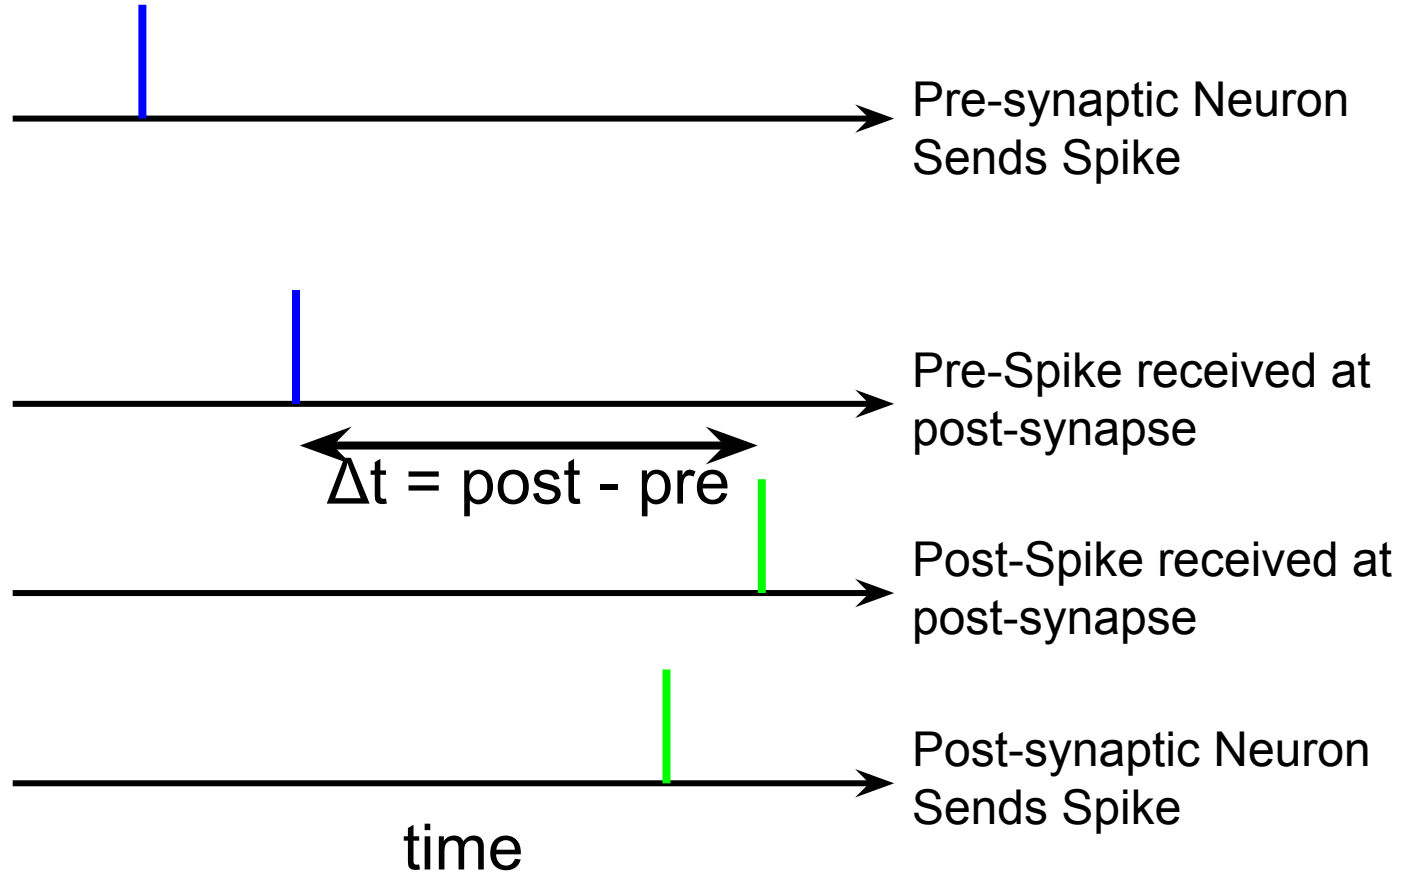 Pre-synaptic Neuron
Sends Spike
Pre-Spike received at
post-synapse
Δt = post - pre
Post-Spike received at
post-synapse
Post-synaptic Neuron
Sends Spike
time